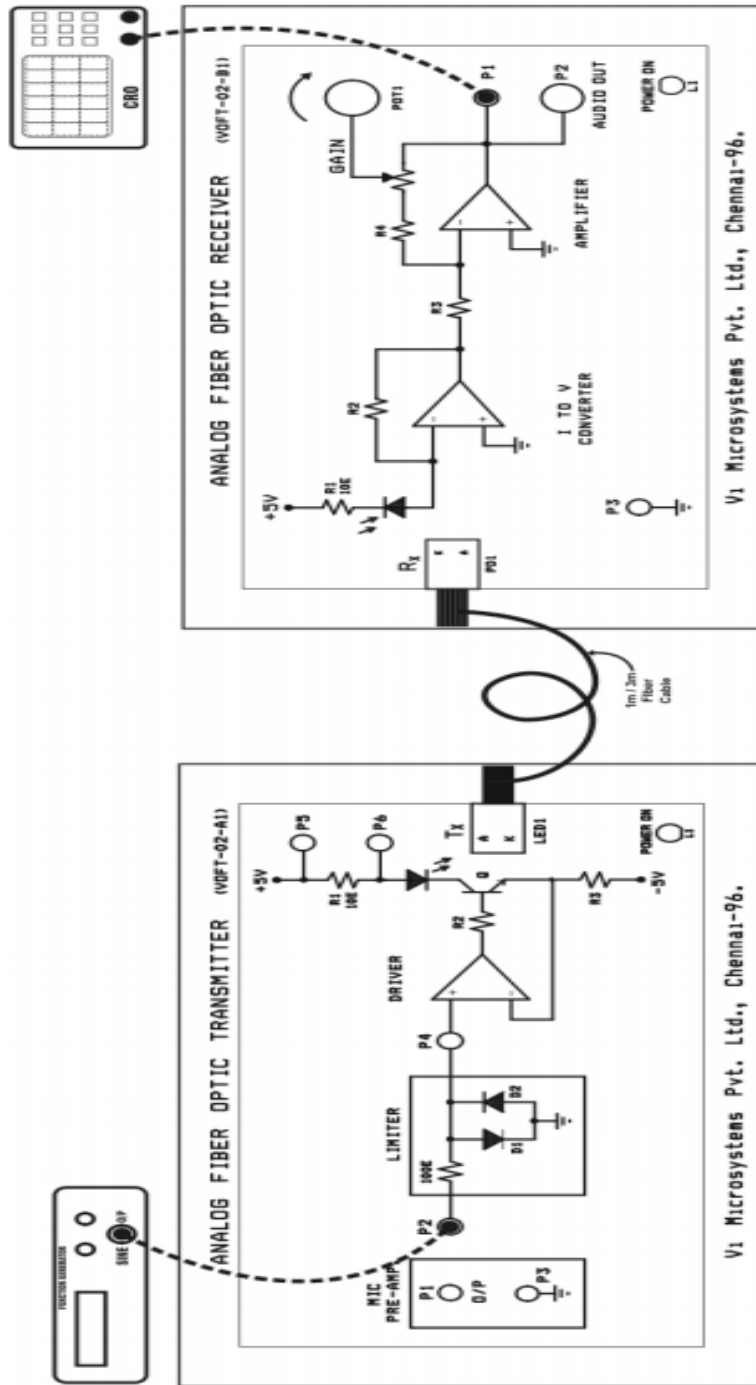 FUNCTION GENERATOR
SINE O/P
ANALOG FIBER OPTIC TRANSMITTER (VOFT-02-A1)
MIC
PRE-AMP
P1
O/P
P3
P2
LIMITER
100E
D1
D2
P4
DRIVER
+
-
R2
Q
+5V
P5
R1
10E
P6
R3
-5V
TX
A
K
LED1
POWER ON
L1
Vi Microsystems Pvt. Ltd., Chennai-96.
1m/3m
Fiber
Cable
CRO
ANALOG FIBER OPTIC RECEIVER (VOFT-02-B1)
RX
K
A
PD1
+5V
R1
10E
R2
-
+
I TO V
CONVERTER
P3
R3
R4
GAIN
POT1
-
+
AMPLIFIER
P1
P2
AUDIO OUT
POWER ON
L1
Vi Microsystems Pvt. Ltd., Chennai-96.